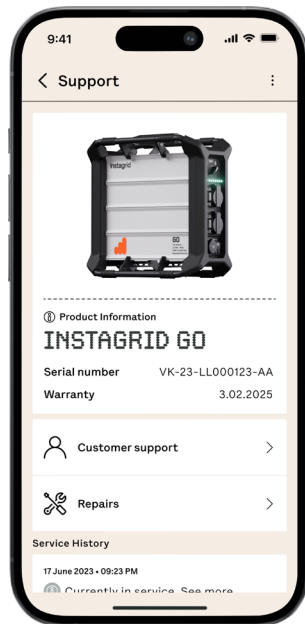 9:41
Support
Instagrid
GO
Product Information
INSTAGRID GO
Serial number VK-23-LL000123-AA
Warranty 3.02.2025
Customer support
Repairs
Service History
17 June 2023 • 09:23 PM
Currently in service. See more